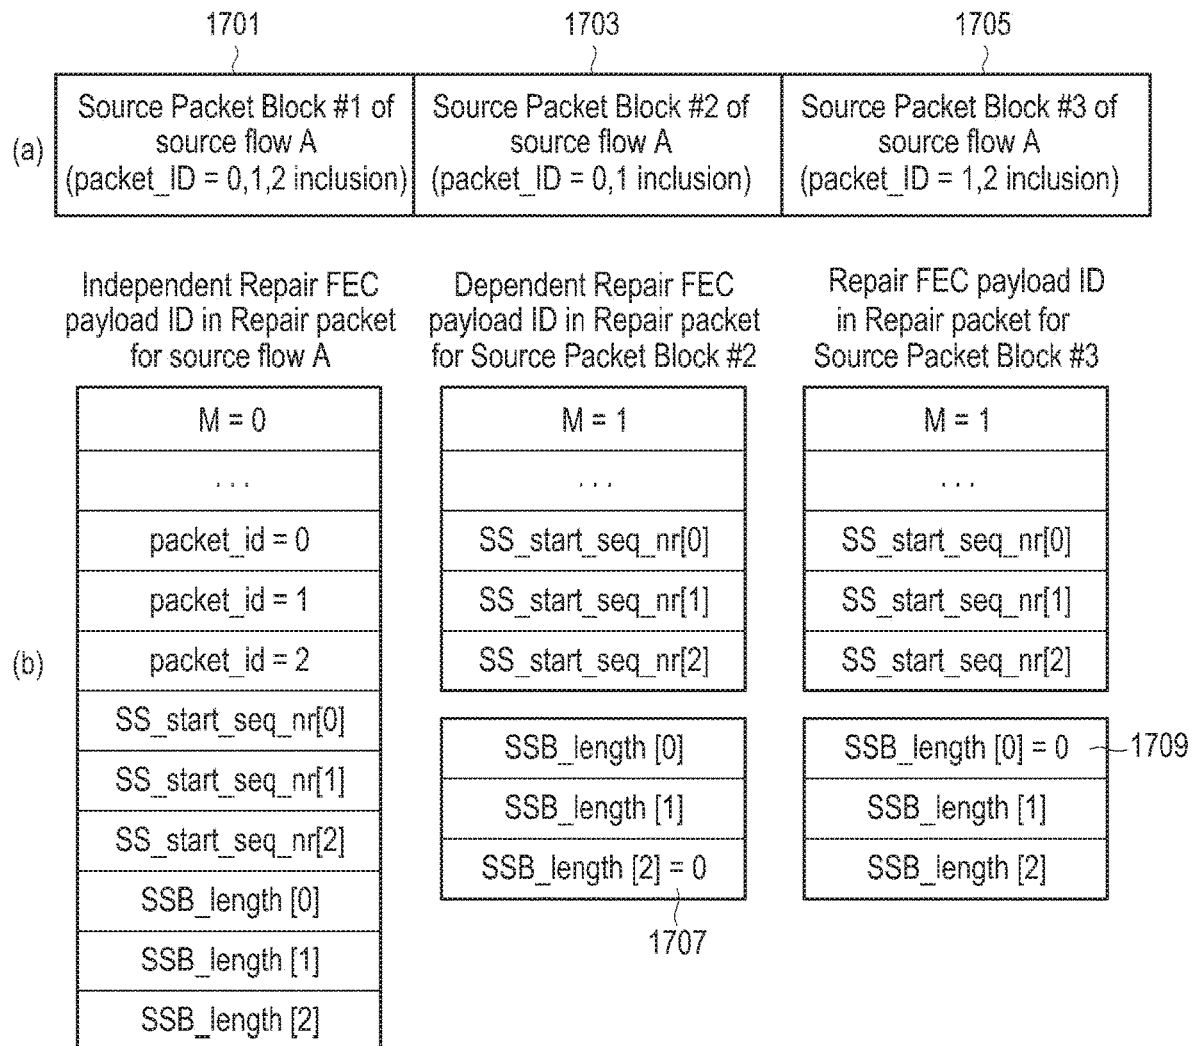 1701
1703
1705
(a)
Source Packet Block #1 of
source flow A
(packet_ID = 0,1,2 inclusion)
Source Packet Block #2 of
source flow A
(packet_ID = 0,1 inclusion)
Source Packet Block #3 of
source flow A
(packet_ID = 1,2 inclusion)
(b)
Independent Repair FEC
payload ID in Repair packet
for source flow A
M = 0
...
packet_id = 0
packet_id = 1
packet_id = 2
SS_start_seq_nr[0]
SS_start_seq_nr[1]
SS_start_seq_nr[2]
SSB_length [0]
SSB_length [1]
SSB_length [2]
Dependent Repair FEC
payload ID in Repair packet
for Source Packet Block #2
M = 1
...
SS_start_seq_nr[0]
SS_start_seq_nr[1]
SS_start_seq_nr[2]
SSB_length [0]
SSB_length [1]
SSB_length [2] = 0
1707
Repair FEC payload ID
in Repair packet for
Source Packet Block #3
M = 1
...
SS_start_seq_nr[0]
SS_start_seq_nr[1]
SS_start_seq_nr[2]
SSB_length [0] = 0
1709
SSB_length [1]
SSB_length [2]